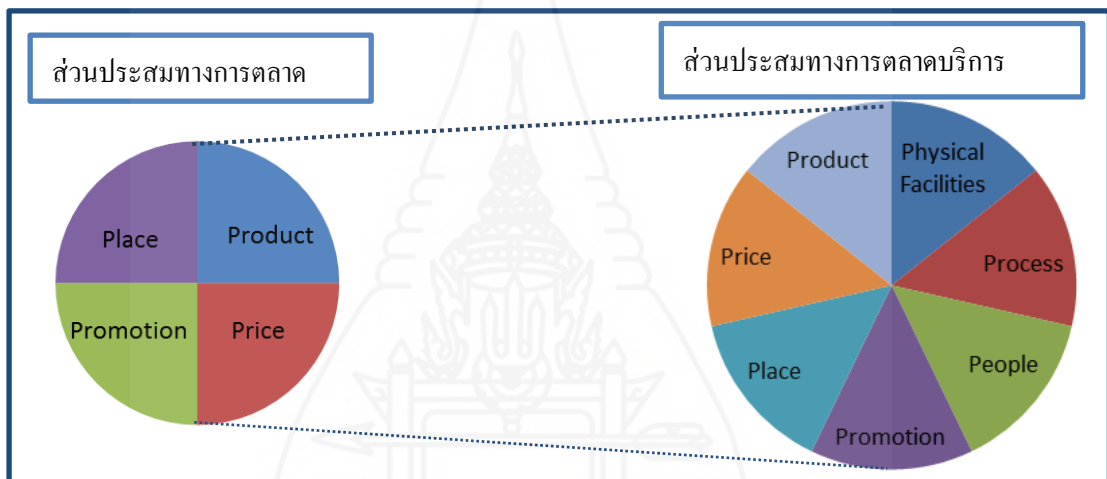 ส่วนประสมทางการตลาด
Place
Product
Promotion
Price
ส่วนประสมทางการตลาดบริการ
Product
Physical
Facilities
Price
Process
Place
People
Promotion